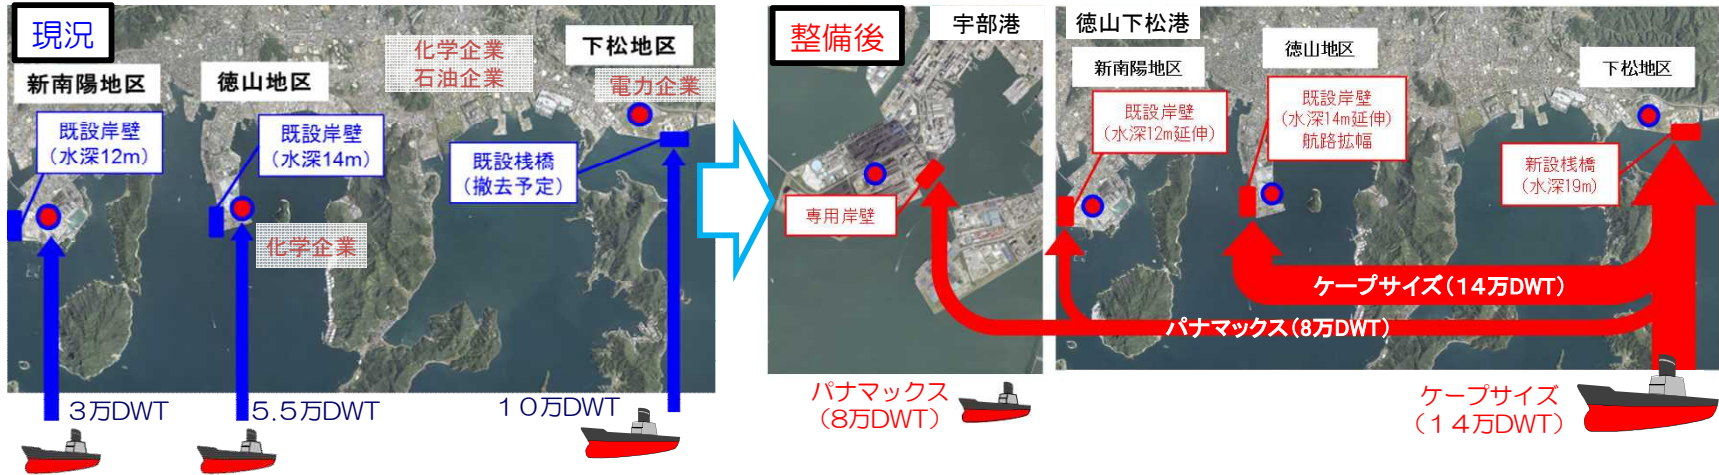 現況
新南陽地区
徳山地区
化学企業
石油企業
下松地区
電力企業
既設岸壁
(水深12m)
既設岸壁
(水深14m)
既設桟橋
(撤去予定)
化学企業
3万DWT
5.5万DWT
10万DWT
整備後
宇部港
専用岸壁
パナマックス
(8万DWT)
徳山下松港
新南陽地区
徳山地区
下松地区
既設岸壁
(水深12m延伸)
既設岸壁
(水深14m延伸)
航路拡幅
新設桟橋
(水深19m)
ケープサイズ(14万DWT)
パナマックス(8万DWT)
ケープサイズ
(14万DWT)